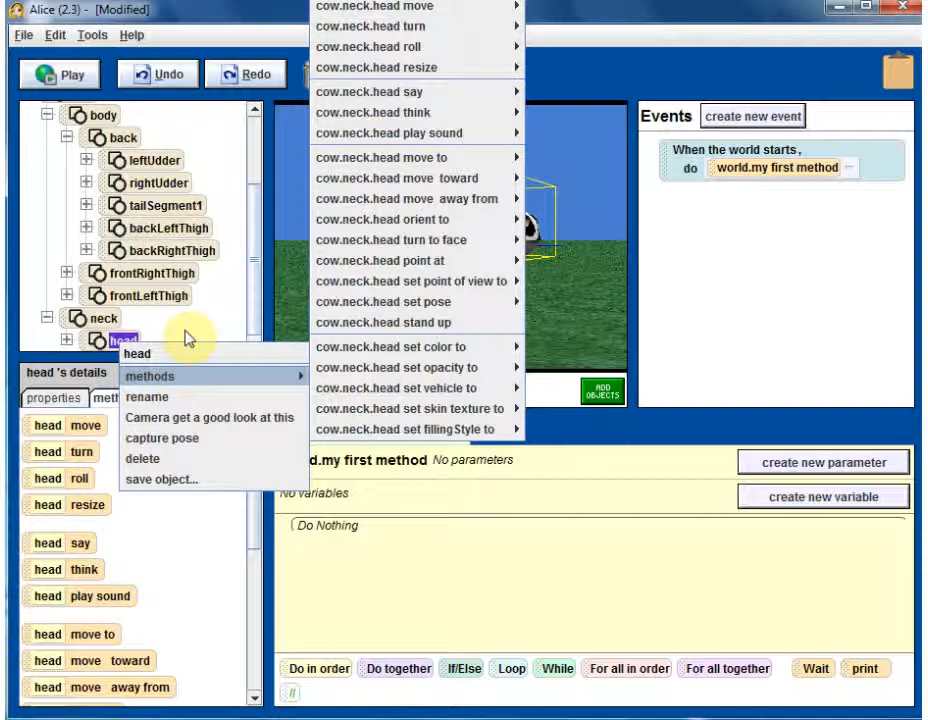 Alice (2.3) - [Modified]
File Edit Tools Help
Play
Undo
Redo
body
back
leftUdder
rightUdder
tailSegment1
backLeftThigh
backRightThigh
frontRightThigh
frontLeftThigh
neck
head
head 's details
properties
meth
head move
head turn
head roll
head resize
head say
head think
head play sound
head move to
head move toward
head move away from
head
methods
rename
Camera get a good look at this
capture pose
delete
save object...
cow.neck.head move
cow.neck.head turn
cow.neck.head roll
cow.neck.head resize
cow.neck.head say
cow.neck.head think
cow.neck.head play sound
cow.neck.head move to
cow.neck.head move toward
cow.neck.head move away from
cow.neck.head orient to
cow.neck.head turn to face
cow.neck.head point at
cow.neck.head set point of view to
cow.neck.head set pose
cow.neck.head stand up
cow.neck.head set color to
cow.neck.head set opacity to
cow.neck.head set vehicle to
cow.neck.head set skin texture to
cow.neck.head set fillingStyle to
ADD
OBJECTS
Events create new event
When the world starts,
do world.my first method
d.my first method No parameters
create new parameter
No variables
create new variable
Do Nothing
Do in order Do together If/Else Loop While For all in order For all together Wait print
//